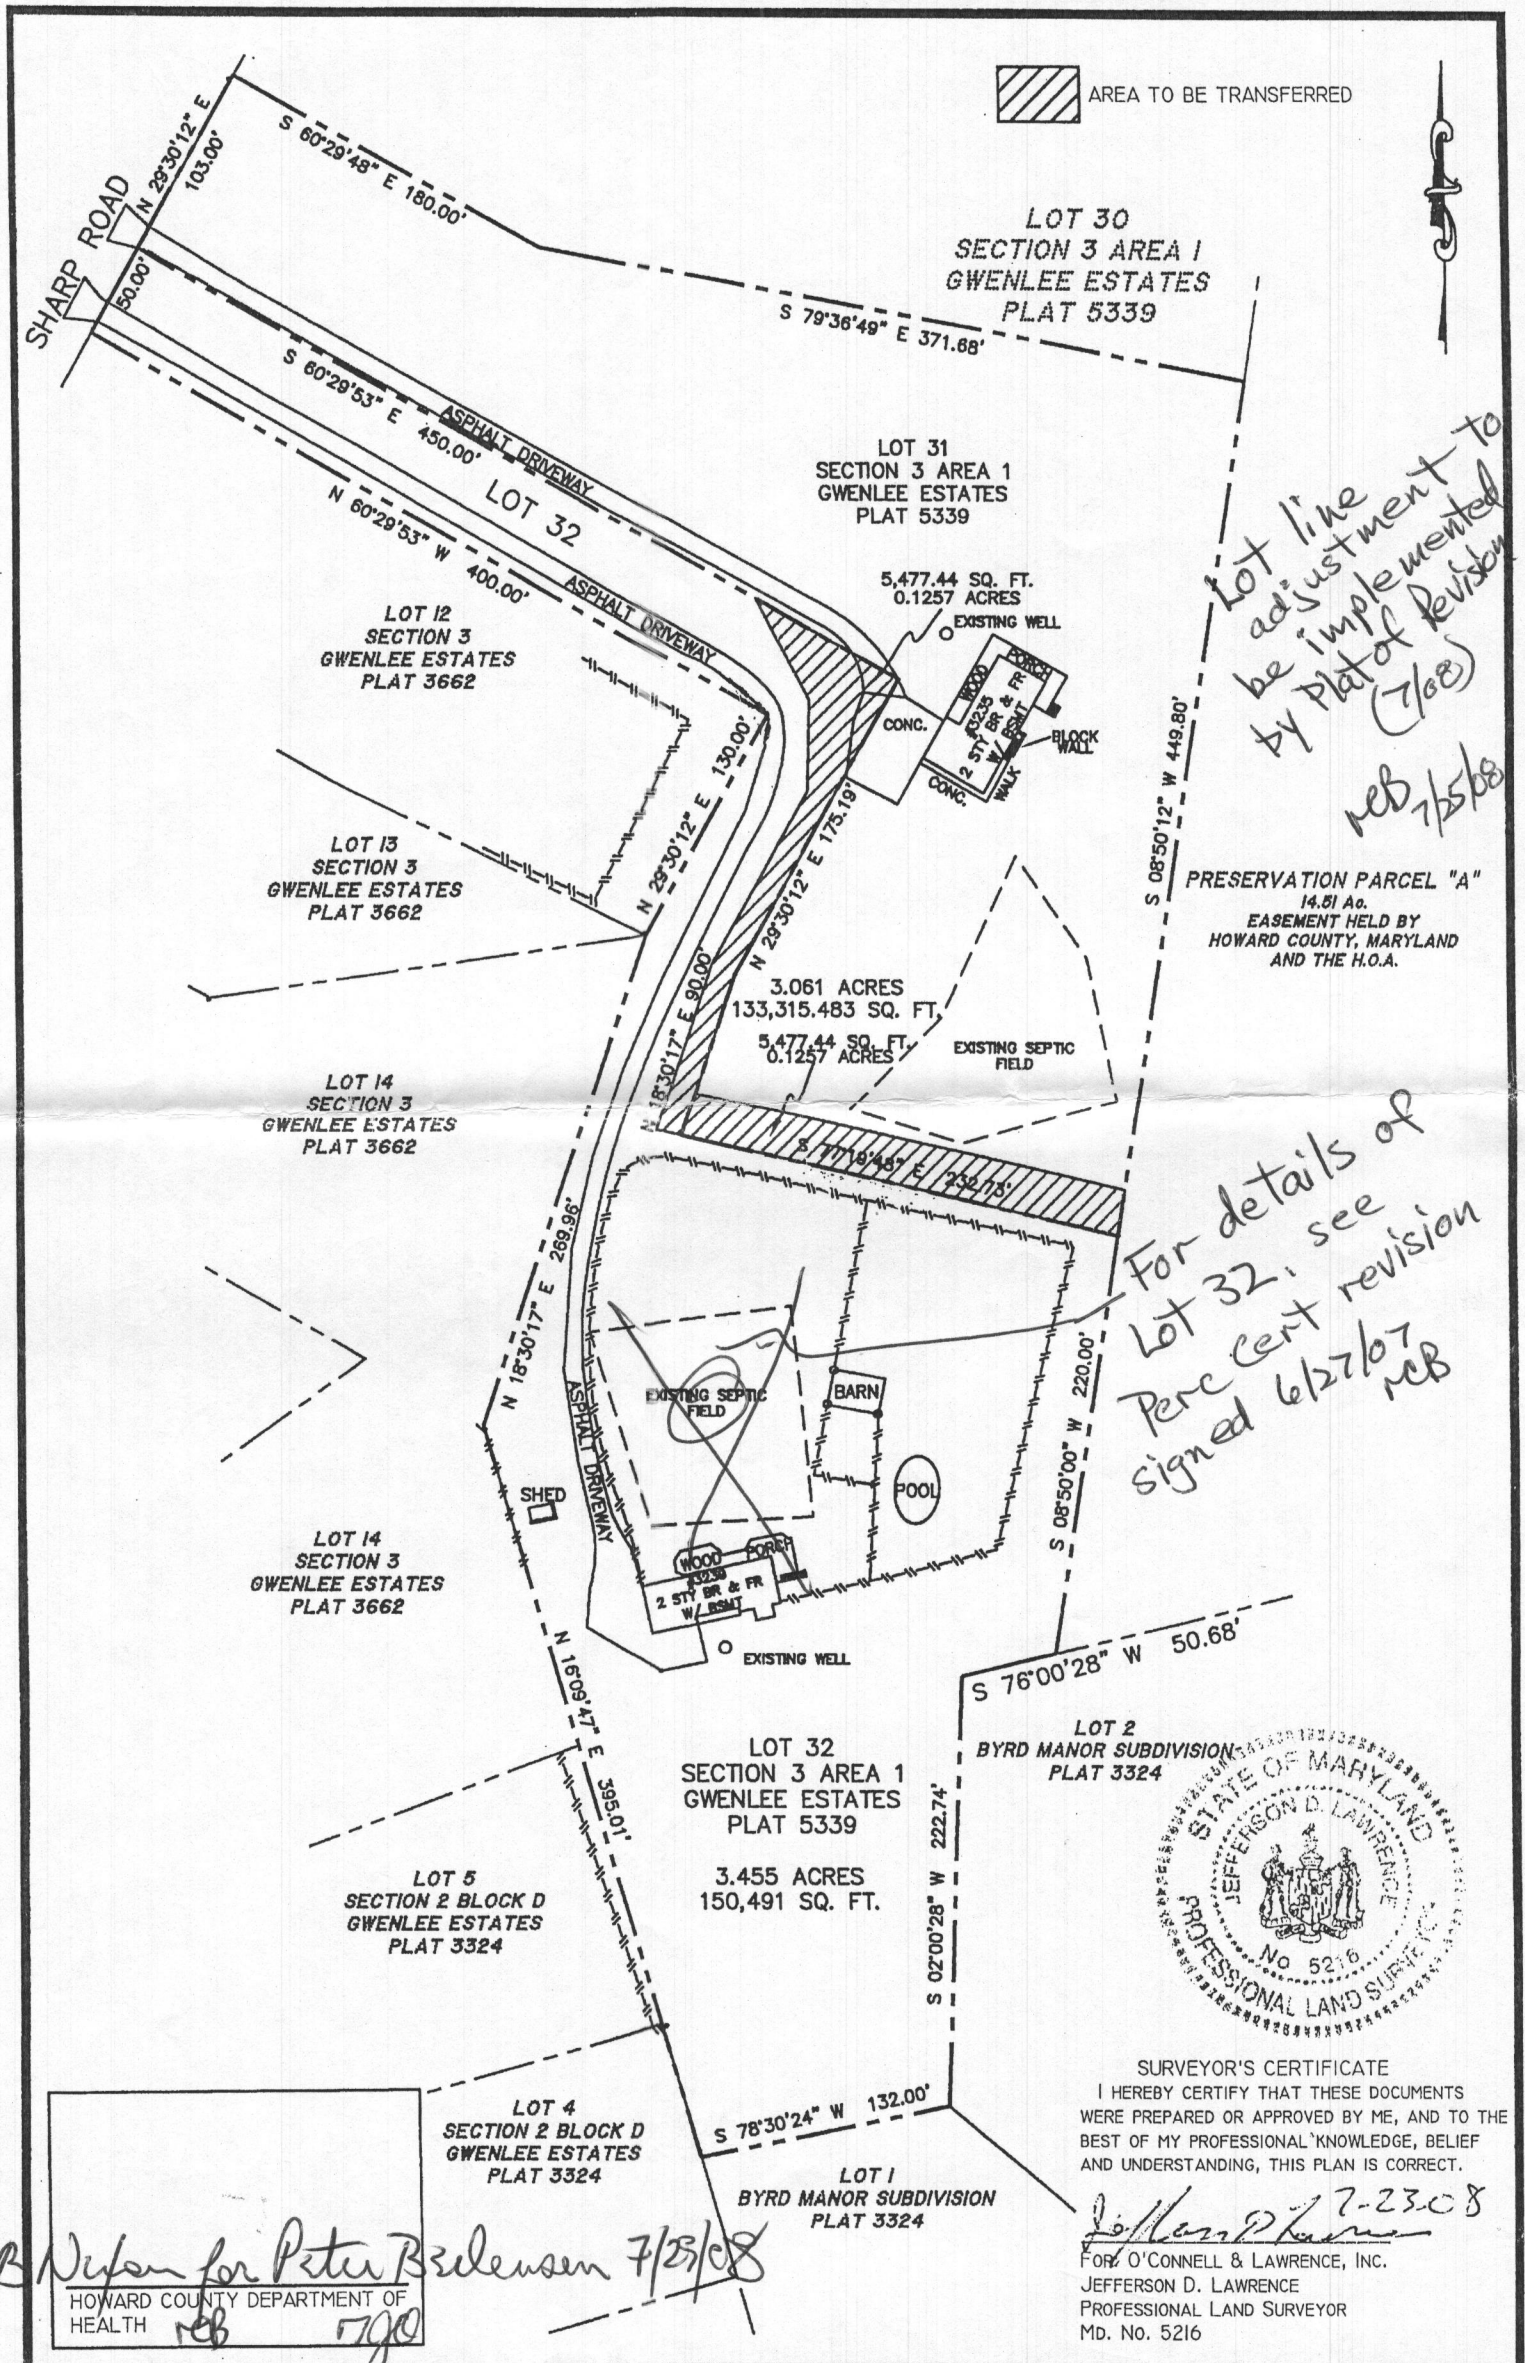 AREA TO BE TRANSFERRED
N 29°30'12" E
103.00'
S 60°29'48" E 180.00'
SHARP ROAD
50.00'
LOT 30
SECTION 3 AREA 1
GWENLEE ESTATES
PLAT 5339
S 79°36'49" E 371.68'
S 60°29'53" E 450.00'
ASPHALT DRIVEWAY
LOT 32
N 60°29'53" W 400.00'
ASPHALT DRIVEWAY
LOT 31
SECTION 3 AREA 1
GWENLEE ESTATES
PLAT 5339
5,477.44 SQ. FT.
0.1257 ACRES
EXISTING WELL
Lot line
adjustment to
be implemented
by Plat of Revision
(7/08)
RCB 7/25/08
LOT 12
SECTION 3
GWENLEE ESTATES
PLAT 3662
WOOD
PORCH
#3235
2 STY BR & FR
W/ BSMT
CONC.
BLOCK
WALL
CONC.
WALK
N 29°30'12" E 130.00'
N 29°30'12" E 175.19'
S 08°50'12" W 449.80'
LOT 13
SECTION 3
GWENLEE ESTATES
PLAT 3662
PRESERVATION PARCEL "A"
14.51 Ac.
EASEMENT HELD BY
HOWARD COUNTY, MARYLAND
AND THE H.O.A.
N 18°30'17" E 90.00'
3.061 ACRES
133,315.483 SQ. FT.
5,477.44 SQ. FT.
0.1257 ACRES
EXISTING SEPTIC
FIELD
LOT 14
SECTION 3
GWENLEE ESTATES
PLAT 3662
S 77°19'48" E 232.73'
For details of
Lot 32, see
Perc Cert revision
signed 6/27/07
RCB
N 18°30'17" E 269.96'
ASPHALT DRIVEWAY
EXISTING SEPTIC
FIELD
BARN
POOL
S 08°50'00" W 220.00'
SHED
LOT 14
SECTION 3
GWENLEE ESTATES
PLAT 3662
WOOD
PORCH
#3239
2 STY BR & FR
W/ BSMT
EXISTING WELL
S 76°00'28" W 50.68'
N 16°09'47" E 395.01'
LOT 2
BYRD MANOR SUBDIVISION
PLAT 3324
LOT 32
SECTION 3 AREA 1
GWENLEE ESTATES
PLAT 5339
3.455 ACRES
150,491 SQ. FT.
S 02°00'28" W 222.74'
LOT 5
SECTION 2 BLOCK D
GWENLEE ESTATES
PLAT 3324
STATE OF MARYLAND
JEFFERSON D. LAWRENCE
No 5216
PROFESSIONAL LAND SURVEYOR
LOT 4
SECTION 2 BLOCK D
GWENLEE ESTATES
PLAT 3324
S 78°30'24" W 132.00'
LOT 1
BYRD MANOR SUBDIVISION
PLAT 3324
SURVEYOR'S CERTIFICATE
I HEREBY CERTIFY THAT THESE DOCUMENTS
WERE PREPARED OR APPROVED BY ME, AND TO THE
BEST OF MY PROFESSIONAL KNOWLEDGE, BELIEF
AND UNDERSTANDING, THIS PLAN IS CORRECT.
7-23-08
FOR O'CONNELL & LAWRENCE, INC.
JEFFERSON D. LAWRENCE
PROFESSIONAL LAND SURVEYOR
MD. NO. 5216
B Nixon for Peter Beilenson
HOWARD COUNTY DEPARTMENT OF
HEALTH RCB